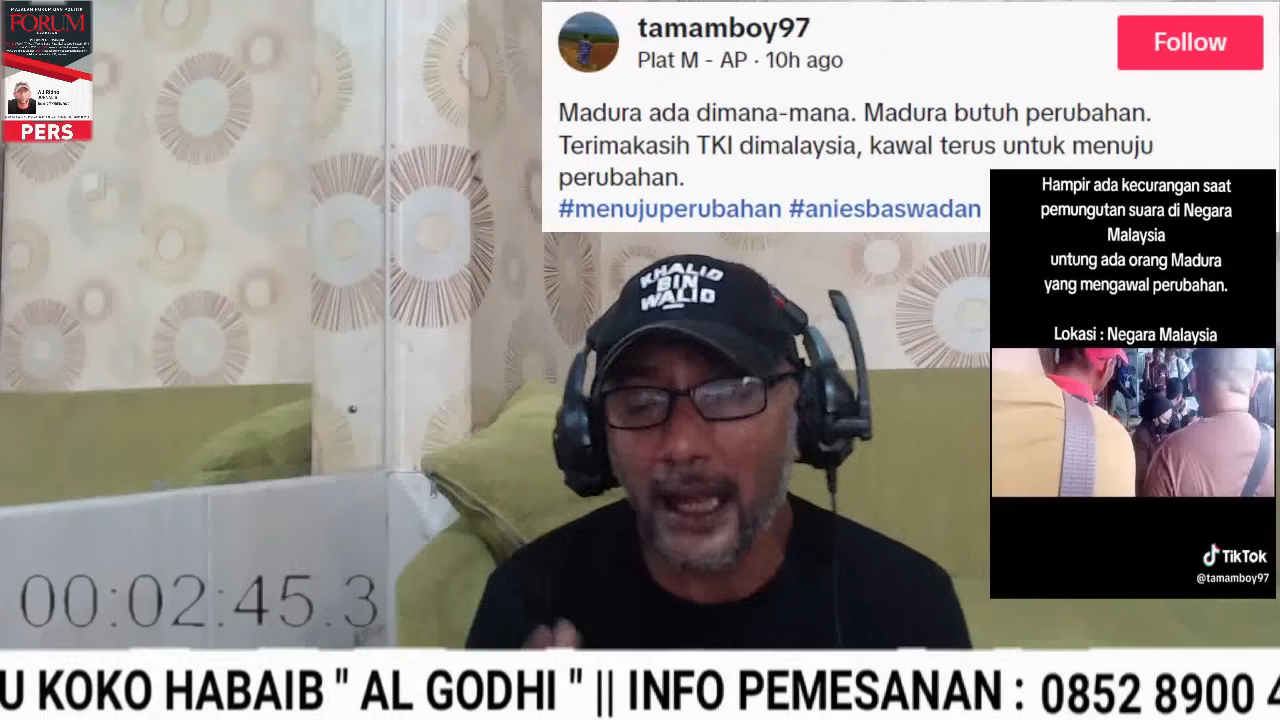 FORUM
PERS
tamamboy97
Plat M - AP · 10h ago
Follow
Madura ada dimana-mana. Madura butuh perubahan.
Terimakasih TKI dimalaysia, kawal terus untuk menuju
perubahan.
#menujuperubahan #aniesbaswadan
Hampir ada kecurangan saat
pemungutan suara di Negara
Malaysia
untung ada orang Madura
yang mengawal perubahan.
Lokasi : Negara Malaysia
KHALID
BIN
WALID
TikTok
@tamamboy97
00:02:45.3
U KOKO HABAIB " AL GODHI " || INFO PEMESANAN : 0852 8900 4